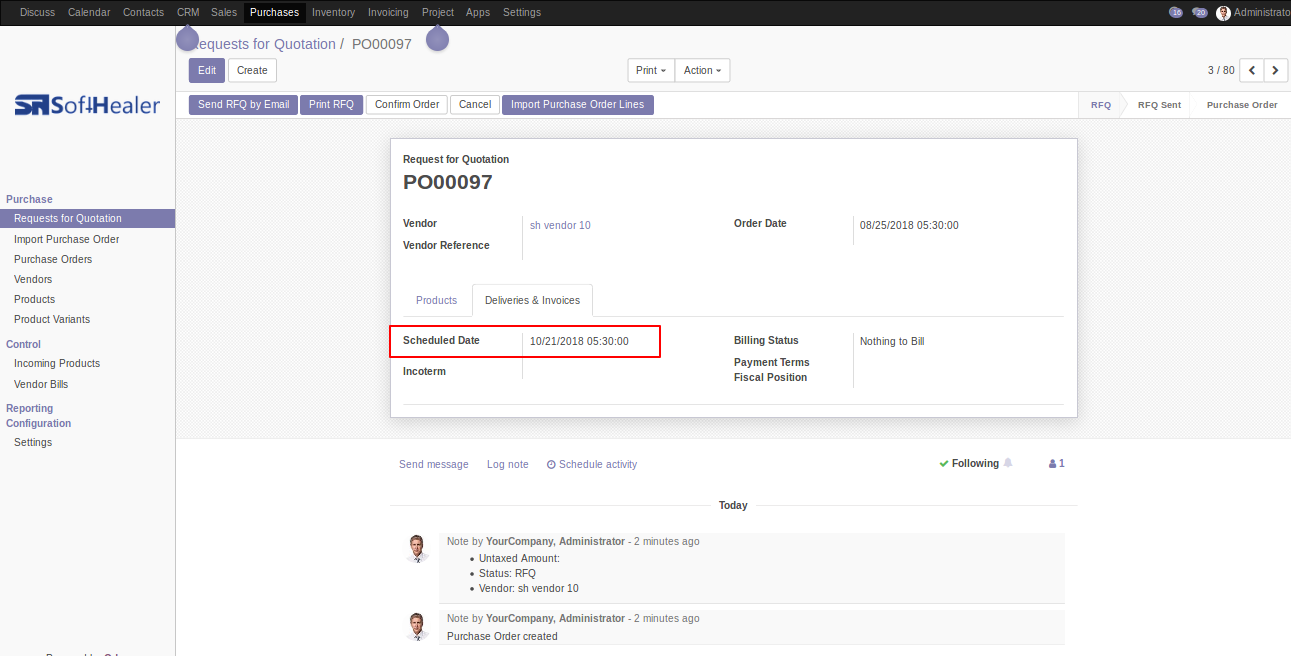 Discuss Calendar Contacts CRM Sales Purchases Inventory Invoicing Project Apps Settings 16 20 Administrato
Requests for Quotation / PO00097
Edit Create Print Action 3 / 80
SoftHealer
Send RFQ by Email Print RFQ Confirm Order Cancel Import Purchase Order Lines RFQ RFQ Sent Purchase Order
Purchase
Requests for Quotation
Import Purchase Order
Purchase Orders
Vendors
Products
Product Variants
Control
Incoming Products
Vendor Bills
Reporting
Configuration
Settings
Request for Quotation
PO00097
Vendor sh vendor 10 Order Date 08/25/2018 05:30:00
Vendor Reference
Products Deliveries & Invoices
Scheduled Date 10/21/2018 05:30:00 Billing Status Nothing to Bill
Payment Terms
Incoterm Fiscal Position
Send message Log note Schedule activity Following 1
Today
Note by YourCompany, Administrator - 2 minutes ago
• Untaxed Amount:
• Status: RFQ
• Vendor: sh vendor 10
Note by YourCompany, Administrator - 2 minutes ago
Purchase Order created